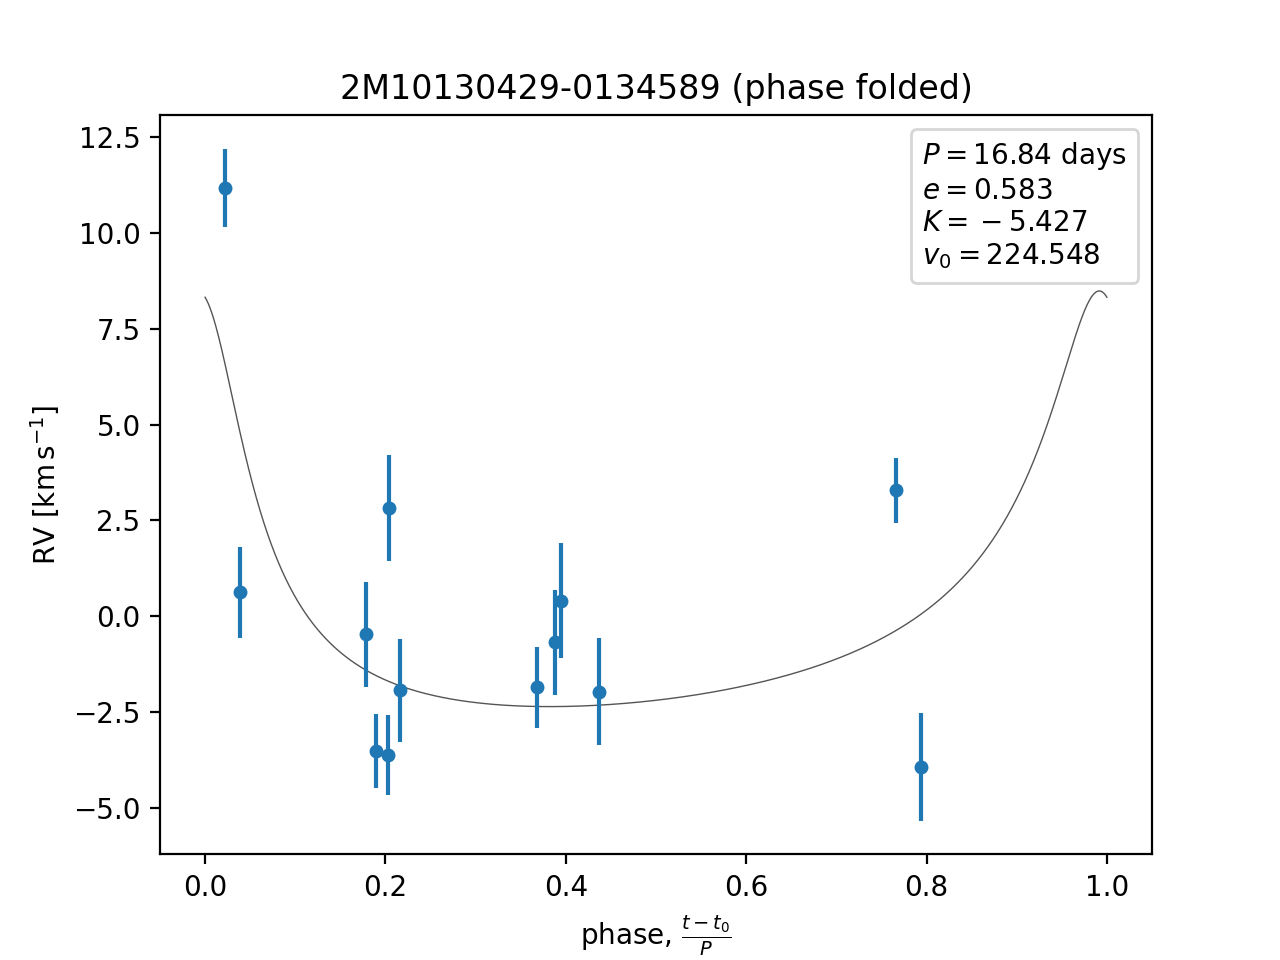 2M10130429-0134589 (phase folded)
P = 16.84 days
e = 0.583
K = −5.427
v₀ = 224.548
12.5
10.0
7.5
5.0
2.5
0.0
−2.5
−5.0
RV [km s⁻¹]
0.0 0.2 0.4 0.6 0.8 1.0
phase, (t − t₀)/P